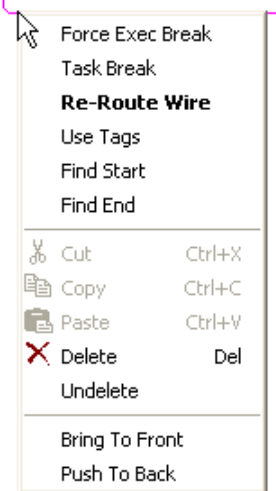 Force Exec Break
Task Break
Re-Route Wire
Use Tags
Find Start
Find End
Cut Ctrl+X
Copy Ctrl+C
Paste Ctrl+V
Delete Del
Undelete
Bring To Front
Push To Back